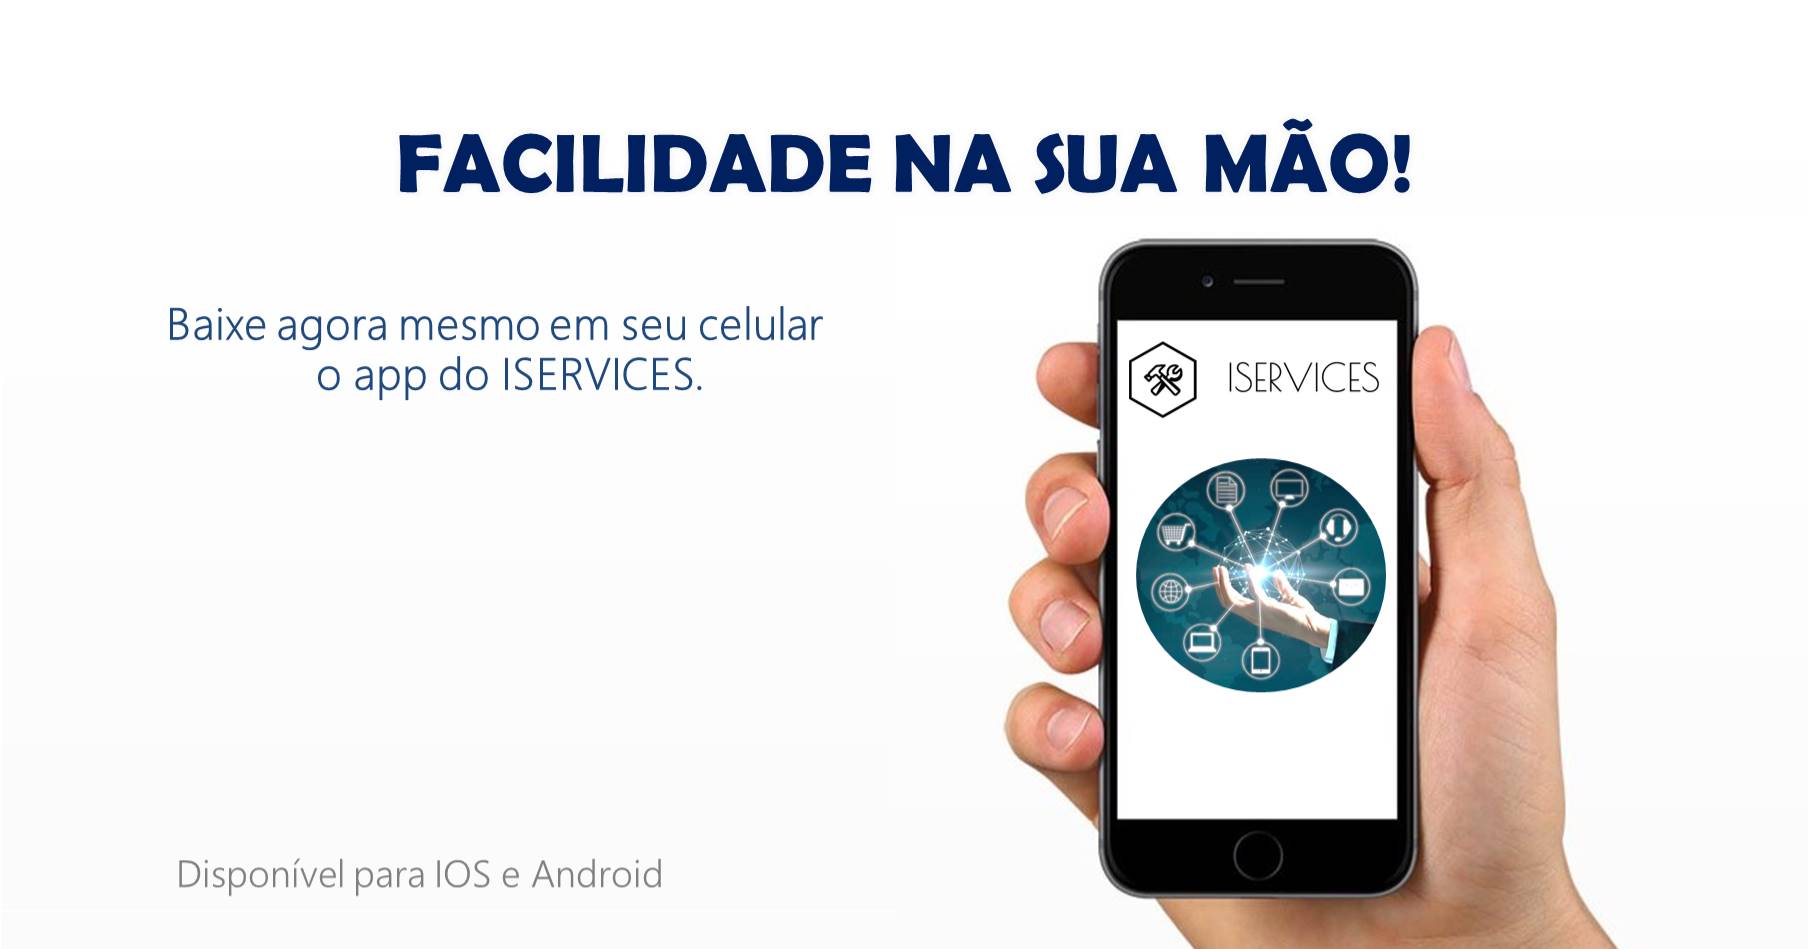 FACILIDADE NA SUA MÃO!
Baixe agora mesmo em seu celular
o app do ISERVICES.
ISERVICES
Disponível para IOS e Android